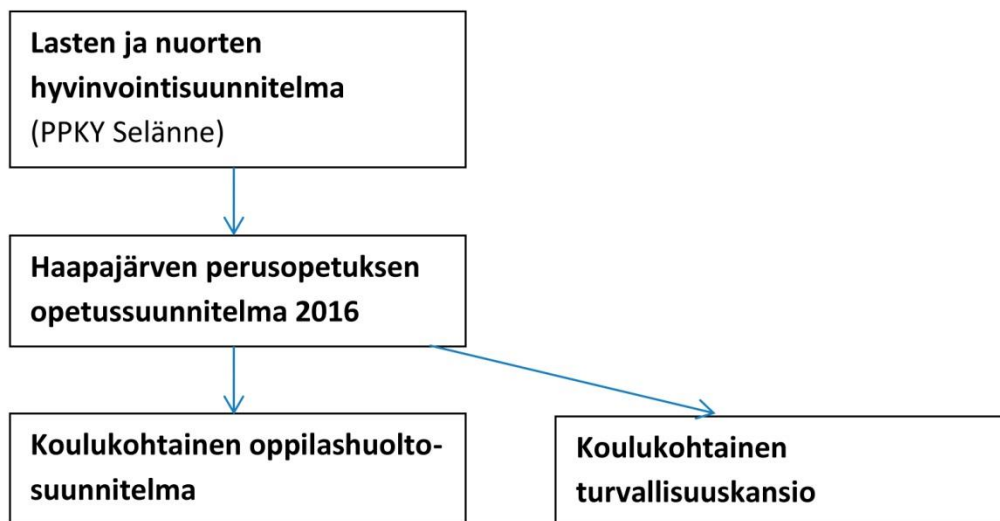 Lasten ja nuorten
hyvinvointisuunnitelma
(PPKY Selänne)
Haapajärven perusopetuksen
opetussuunnitelma 2016
Koulukohtainen oppilashuolto-
suunnitelma
Koulukohtainen
turvallisuuskansio